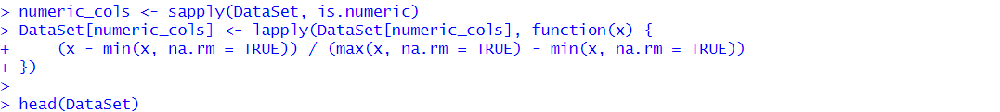 > numeric_cols <- sapply(DataSet, is.numeric)
> DataSet[numeric_cols] <- lapply(DataSet[numeric_cols], function(x) {
+     (x - min(x, na.rm = TRUE)) / (max(x, na.rm = TRUE) - min(x, na.rm = TRUE))
+ })
>
> head(DataSet)